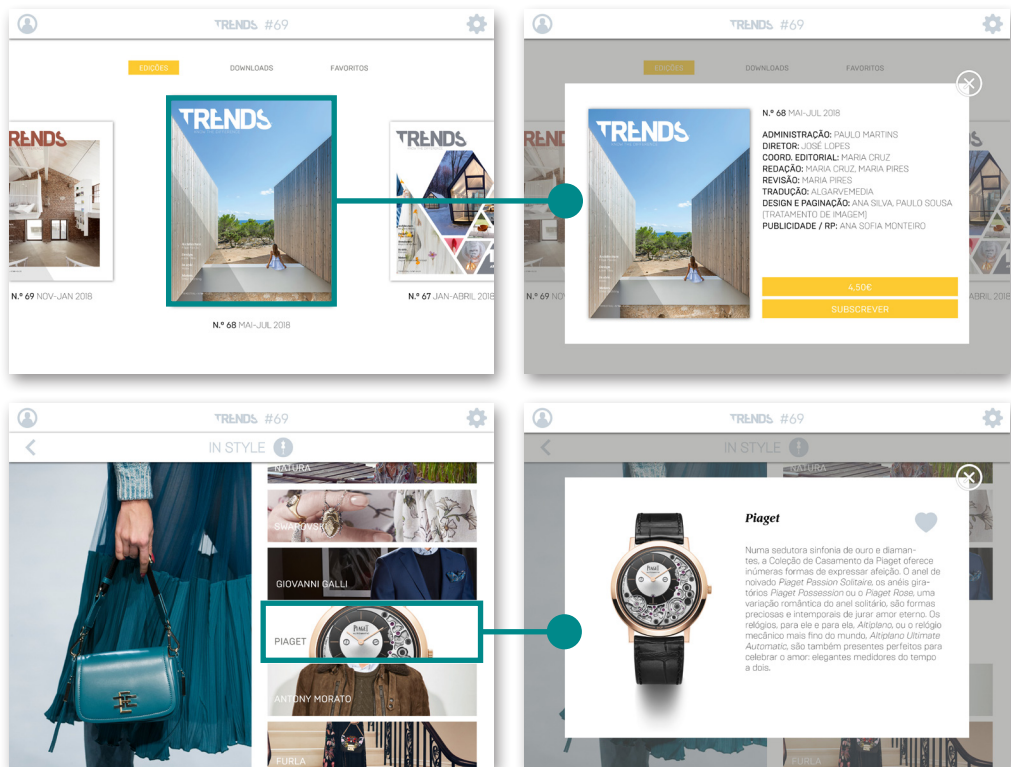 TRENDS #69
EDIÇÕES DOWNLOADS FAVORITOS
TRENDS
TRENDS
TRENDS
N.º 69 NOV-JAN 2018
N.º 68 MAI-JUL 2018
N.º 67 JAN-ABRIL 2018
TRENDS #69
EDIÇÕES DOWNLOADS FAVORITOS
TRENDS
N.º 68 MAI-JUL 2018
ADMINISTRAÇÃO: PAULO MARTINS
DIRETOR: JOSÉ LOPES
COORD. EDITORIAL: MARIA CRUZ
REDAÇÃO: MARIA CRUZ, MARIA PIRES
REVISÃO: MARIA PIRES
TRADUÇÃO: ALGARVEMEDIA
DESIGN E PAGINAÇÃO: ANA SILVA, PAULO SOUSA
(TRATAMENTO DE IMAGEM)
PUBLICIDADE / RP: ANA SOFIA MONTEIRO
4,50€
SUBSCREVER
N.º 69 NO
ABRIL 2018
TRENDS #69
IN STYLE
NATURA
SWAROVSKI
GIOVANNI GALLI
PIAGET
PIAGET
ANTONY MORATO
FURLA
TRENDS #69
IN STYLE
NATURA
PIAGET
Piaget
Numa sedutora sinfonia de ouro e diaman-
tes, a Coleção de Casamento da Piaget oferece
inúmeras formas de expressar afeição. O anel de
noivado Piaget Passion Solitaire, os anéis gira-
tórios Piaget Possession ou o Piaget Rose, uma
variação romântica do anel solitário, são formas
preciosas e intemporais de jurar amor eterno. Os
relógios, para ele e para ela, Altiplano, ou o relógio
mecânico mais fino do mundo, Altiplano Ultimate
Automatic, são também presentes perfeitos para
celebrar o amor: elegantes medidores do tempo
a dois.
FURLA